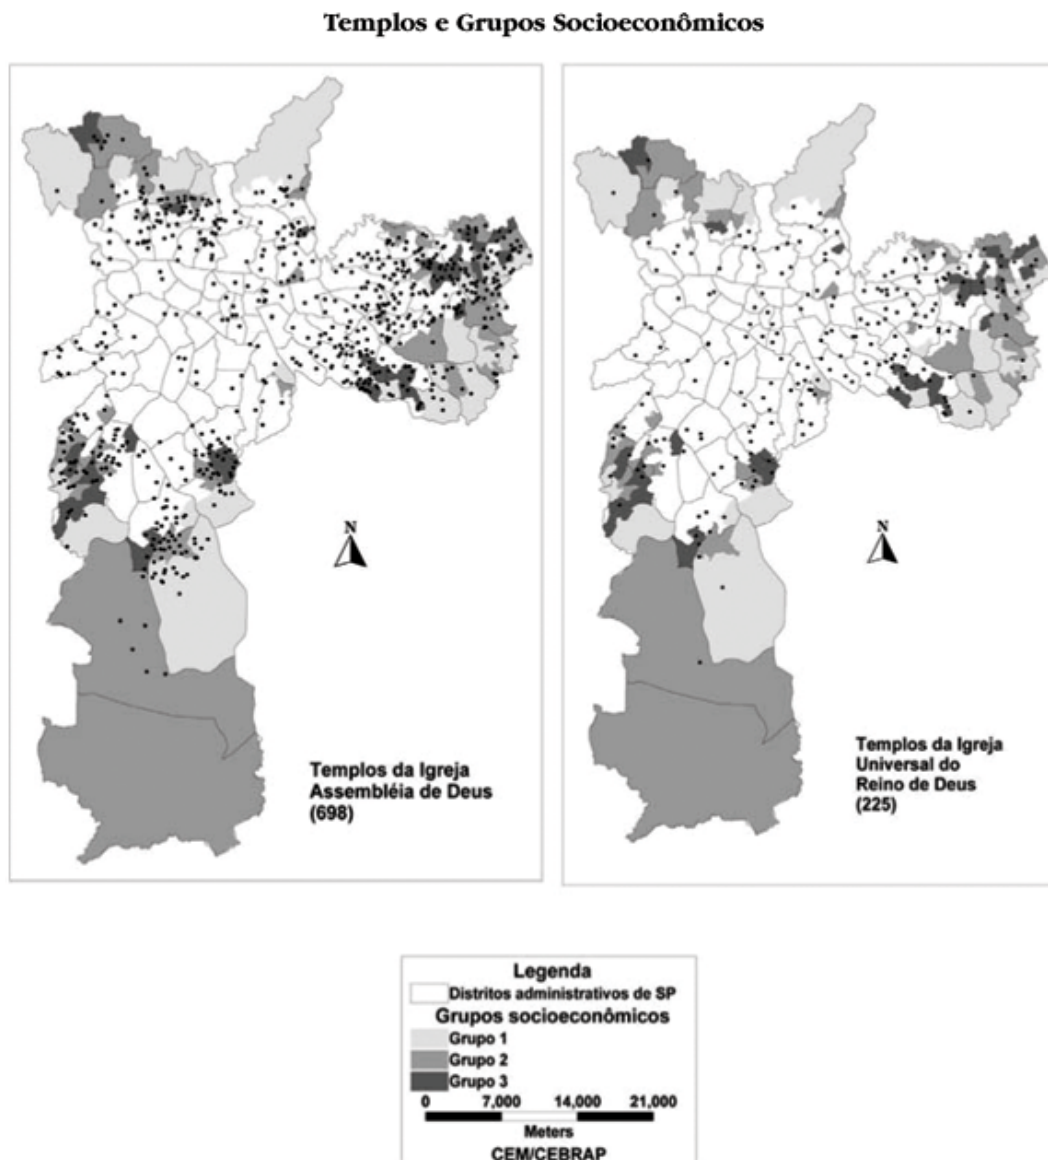 Templos e Grupos Socioeconômicos
N
Templos da Igreja
Assembléia de Deus
(698)
N
Templos da Igreja
Universal do
Reino de Deus
(225)
Legenda
Distritos administrativos de SP
Grupos socioeconômicos
Grupo 1
Grupo 2
Grupo 3
0 7,000 14,000 21,000
Meters
CEM/CEBRAP